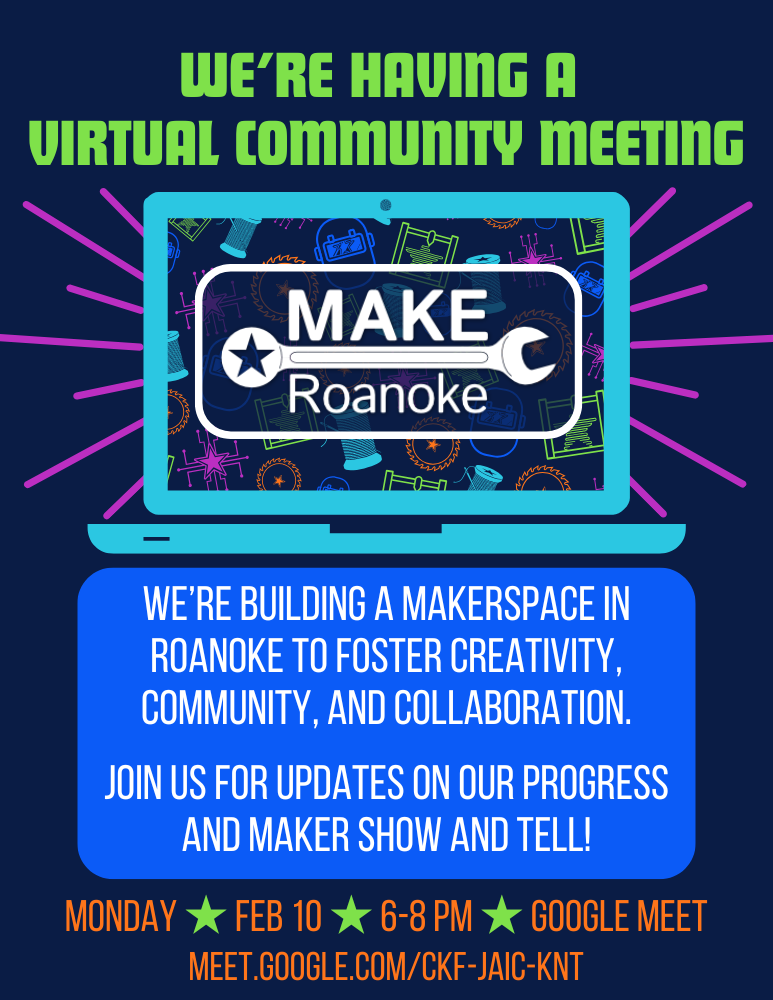 WE'RE HAVING A
VIRTUAL COMMUNITY MEETING
MAKE
Roanoke
WE'RE BUILDING A MAKERSPACE IN
ROANOKE TO FOSTER CREATIVITY,
COMMUNITY, AND COLLABORATION.
JOIN US FOR UPDATES ON OUR PROGRESS
AND MAKER SHOW AND TELL!
MONDAY ★ FEB 10 ★ 6-8 PM ★ GOOGLE MEET
MEET.GOOGLE.COM/CKF-JAIC-KNT